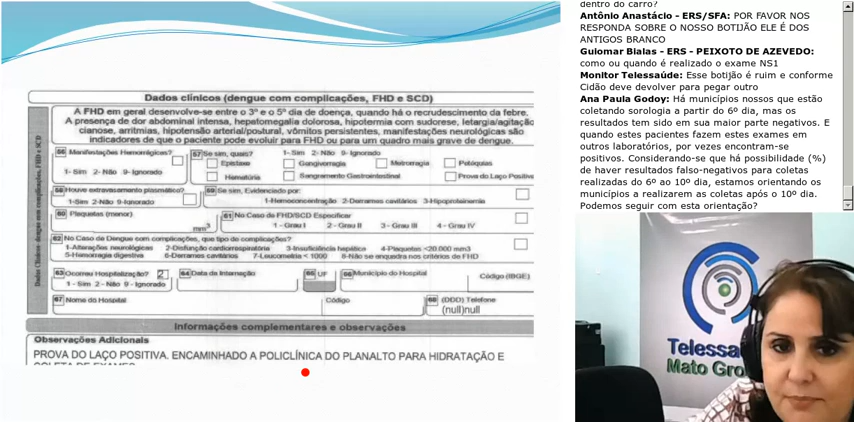 Dados clínicos (dengue com complicações, FHD e SCD)
A FHD em geral desenvolve-se entre o 3º e o 5º dia de doença, quando há o recrudescimento da febre.
A presença de dor abdominal intensa, hepatomegalia dolorosa, hipotermia com sudorese, letargia/agitação
cianose, arritmias, hipotensão arterial/postural, vômitos persistentes, manifestações neurológicas são
indicadores de que o paciente pode evoluir para FHD ou para um quadro mais grave de dengue.
Dados Clínicos - dengue com complicações, FHD e SCD
56 Manifestações Hemorrágicas?
1- Sim 2- Não 9- Ignorado
57 Se sim, quais? 1- Sim 2- Não 9- Ignorado
Epistaxe Gengivorragia Metrorragia Petéquias
Hematúria Sangramento Gastrointestinal Prova do Laço Positiva
58 Houve extravasamento plasmático?
1-Sim 2-Não 9-Ignorado
59 Se sim, Evidenciado por:
1-Hemoconcentração 2-Derrames cavitários 3-Hipoproteinemia
60 Plaquetas (menor)
mm3
61 No Caso de FHD/SCD Especificar
1 - Grau I 2 - Grau II 3 - Grau III 4 - Grau IV
62 No Caso de Dengue com complicações, que tipo de complicações?
1-Alterações neurológicas 2-Disfunção cardiorrespiratória 3-Insuficiência hepática 4-Plaquetas <20.000 mm3
5-Hemorragia digestiva 6-Derrames cavitários 7-Leucometria < 1000 8-Não se enquadra nos critérios de FHD
63 Ocorreu Hospitalização? 2
1 - Sim 2 - Não 9 - Ignorado
64 Data da Internação
65 UF
66 Município do Hospital
Código (IBGE)
67 Nome do Hospital
Código
68 (DDD) Telefone
(null)null
Informações complementares e observações
Observações Adicionais
PROVA DO LAÇO POSITIVA. ENCAMINHADO A POLICLÍNICA DO PLANALTO PARA HIDRATAÇÃO E
dentro do carro?
Antônio Anastácio - ERS/SFA: POR FAVOR NOS
RESPONDA SOBRE O NOSSO BOTIJÃO ELE É DOS
ANTIGOS BRANCO
Guiomar Bialas - ERS - PEIXOTO DE AZEVEDO:
como ou quando é realizado o exame NS1
Monitor Telessaúde: Esse botijão é ruim e conforme
Cidão deve devolver para pegar outro
Ana Paula Godoy: Há municípios nossos que estão
coletando sorologia a partir do 6º dia, mas os
resultados tem sido em sua maior parte negativos. E
quando estes pacientes fazem estes exames em
outros laboratórios, por vezes encontram-se
positivos. Considerando-se que há possibilidade (%)
de haver resultados falso-negativos para coletas
realizadas do 6º ao 10º dia, estamos orientando os
municípios a realizarem as coletas após o 10º dia.
Podemos seguir com esta orientação?
Telessa
Mato Gro